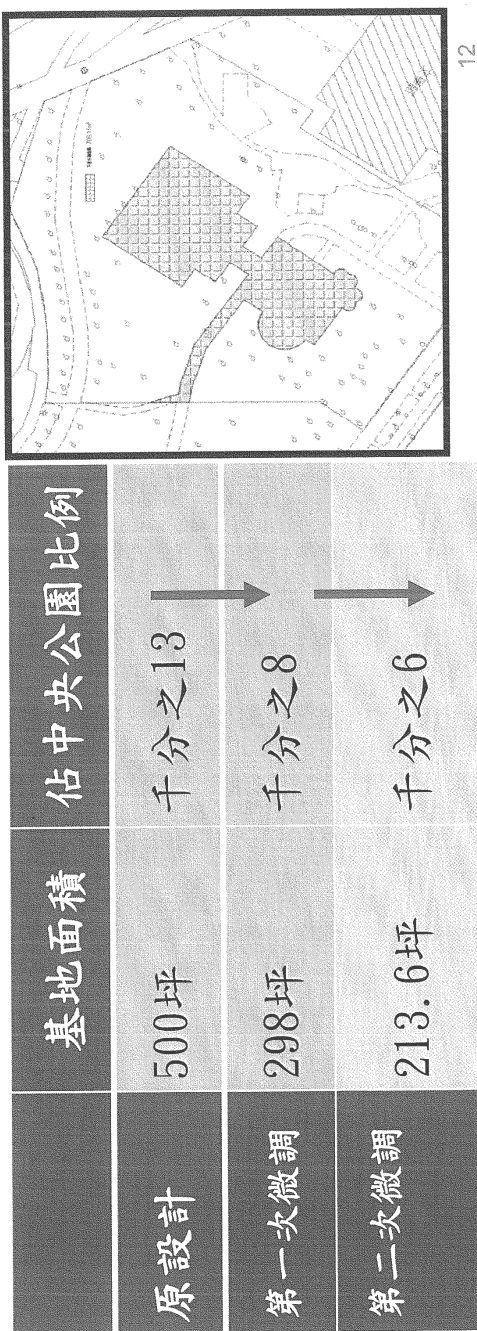 基地面積 佔中央公園比例
原設計 500坪 千分之13
第一次微調 298坪 千分之8
第二次微調 213.6坪 千分之6
12